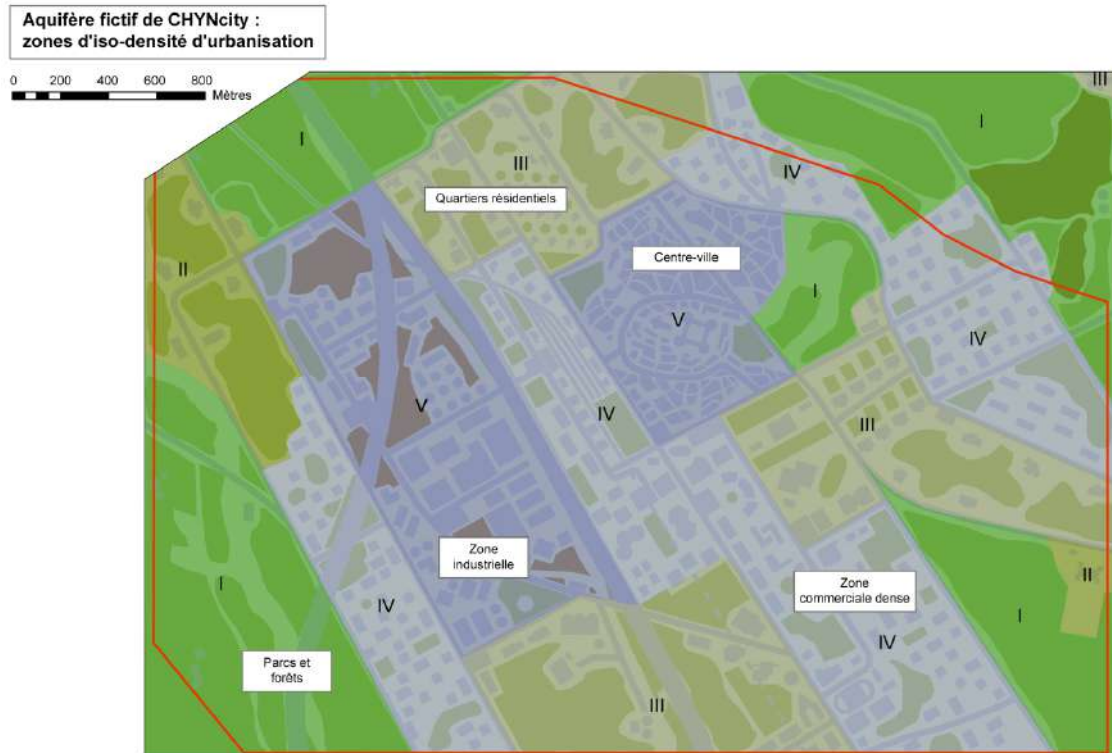 Aquifère fictif de CHYNcity :
zones d'iso-densité d'urbanisation
0 200 400 600 800
Mètres
III
I
I
III
IV
Quartiers résidentiels
II
Centre-ville
I
V
IV
V
IV
III
Zone
industrielle
Zone
commerciale dense
II
I
IV
I
IV
Parcs et
forêts
III